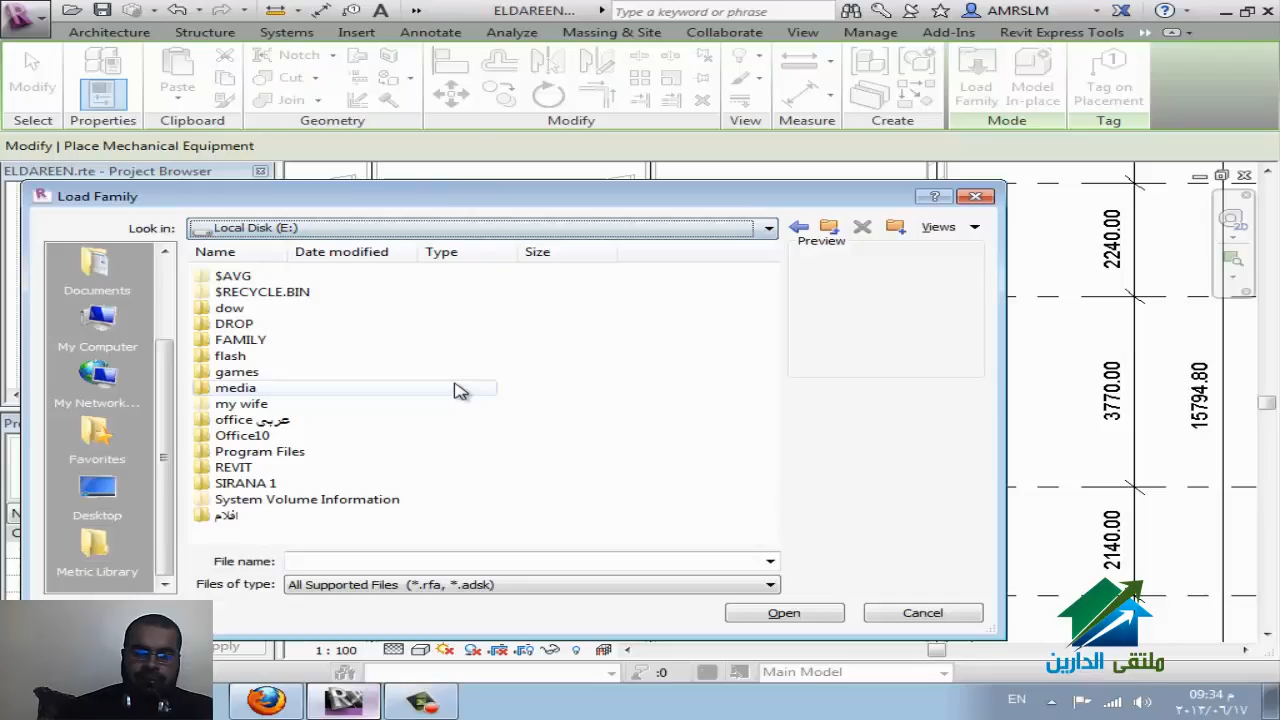 ELDAREEN...
Type a keyword or phrase
AMRSLM
Architecture
Structure
Systems
Insert
Annotate
Analyze
Massing & Site
Collaborate
View
Manage
Add-Ins
Revit Express Tools
Modify
Notch
Cut
Join
Paste
Load Family
Model In-place
Tag on Placement
Select
Properties
Clipboard
Geometry
Modify
View
Measure
Create
Mode
Tag
Modify | Place Mechanical Equipment
ELDAREEN.rte - Project Browser
Load Family
Look in:
Local Disk (E:)
Views
Preview
Name
Date modified
Type
Size
$AVG
$RECYCLE.BIN
dow
DROP
FAMILY
flash
games
media
my wife
office عربى
Office10
Program Files
REVIT
SIRANA 1
System Volume Information
افلام
Documents
My Computer
My Network...
Favorites
Desktop
Metric Library
File name:
Files of type:
All Supported Files (*.rfa, *.adsk)
Open
Cancel
2240.00
3770.00
15794.80
2140.00
ملتقى الدارين
1 : 100
:0
Main Model
EN
09:34 م
٢٠١٣/٠٦/١٧